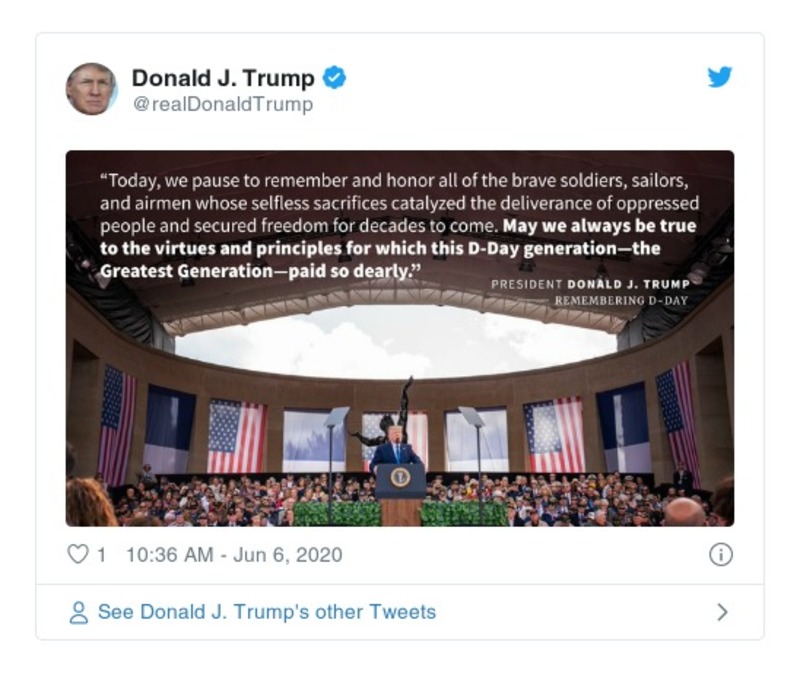 Donald J. Trump
@realDonaldTrump
“Today, we pause to remember and honor all of the brave soldiers, sailors,
and airmen whose selfless sacrifices catalyzed the deliverance of oppressed
people and secured freedom for decades to come. May we always be true
to the virtues and principles for which this D-Day generation—the
Greatest Generation—paid so dearly.”
PRESIDENT DONALD J. TRUMP
REMEMBERING D-DAY
1 10:36 AM - Jun 6, 2020
See Donald J. Trump's other Tweets